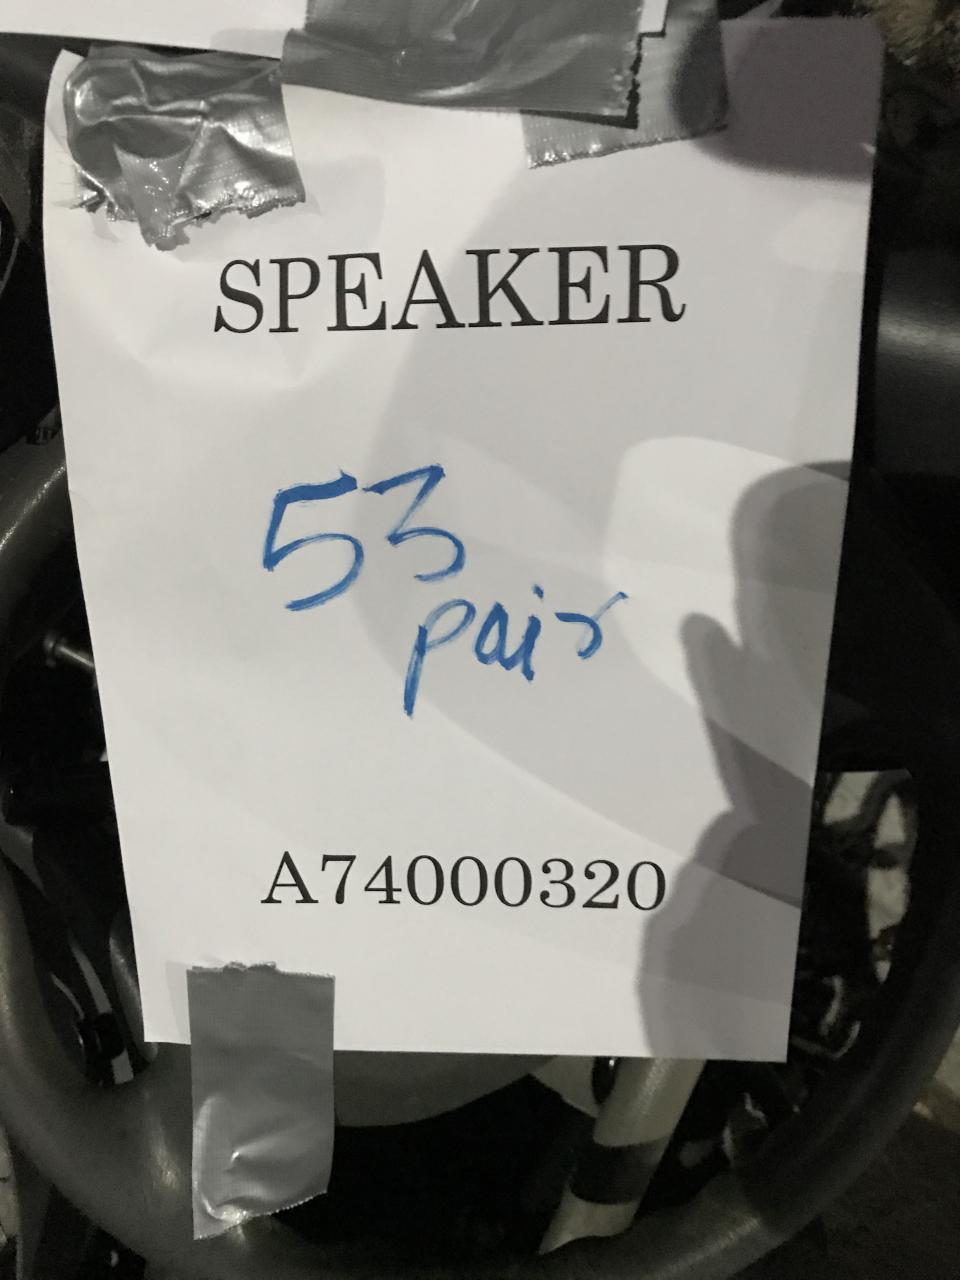 SPEAKER
53
pair
A74000320